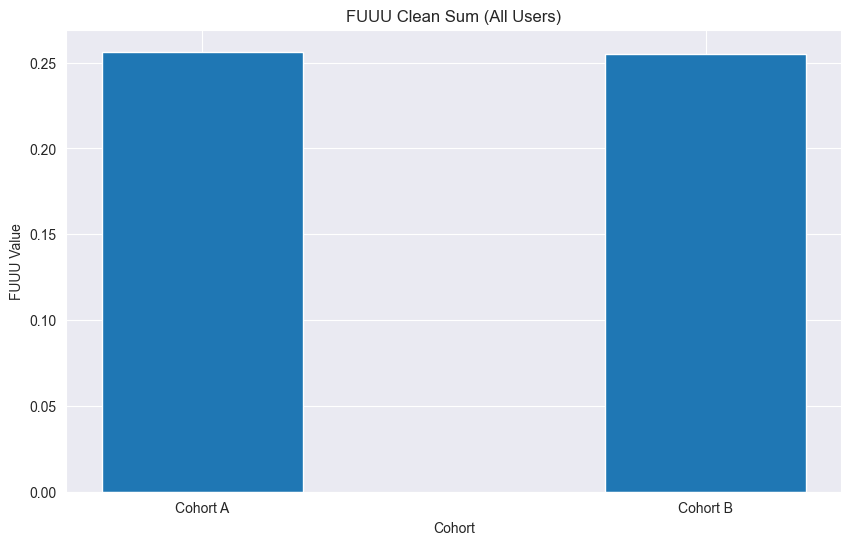 FUUU Clean Sum (All Users)
FUUU Value
0.25
0.20
0.15
0.10
0.05
0.00
Cohort A
Cohort B
Cohort